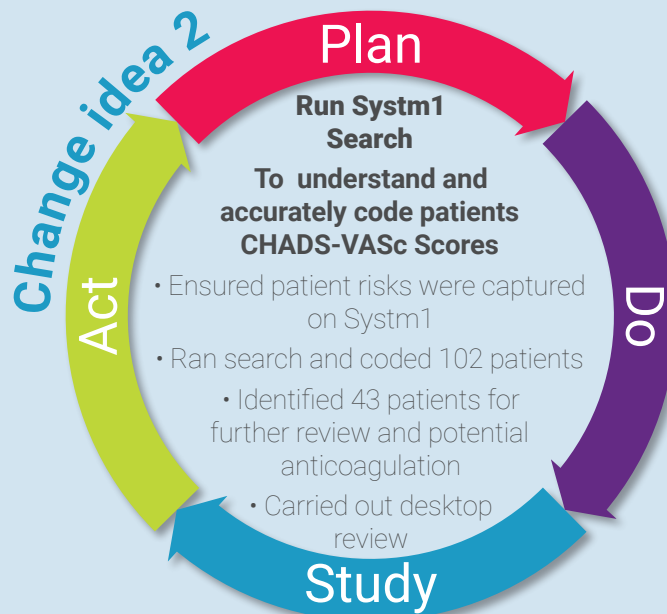 Change idea 2
Plan
Run Systm1
Search
To understand and
accurately code patients
CHADS-VASc Scores
• Ensured patient risks were captured
on Systm1
• Ran search and coded 102 patients
• Identified 43 patients for
further review and potential
anticoagulation
• Carried out desktop
review
Do
Study
Act